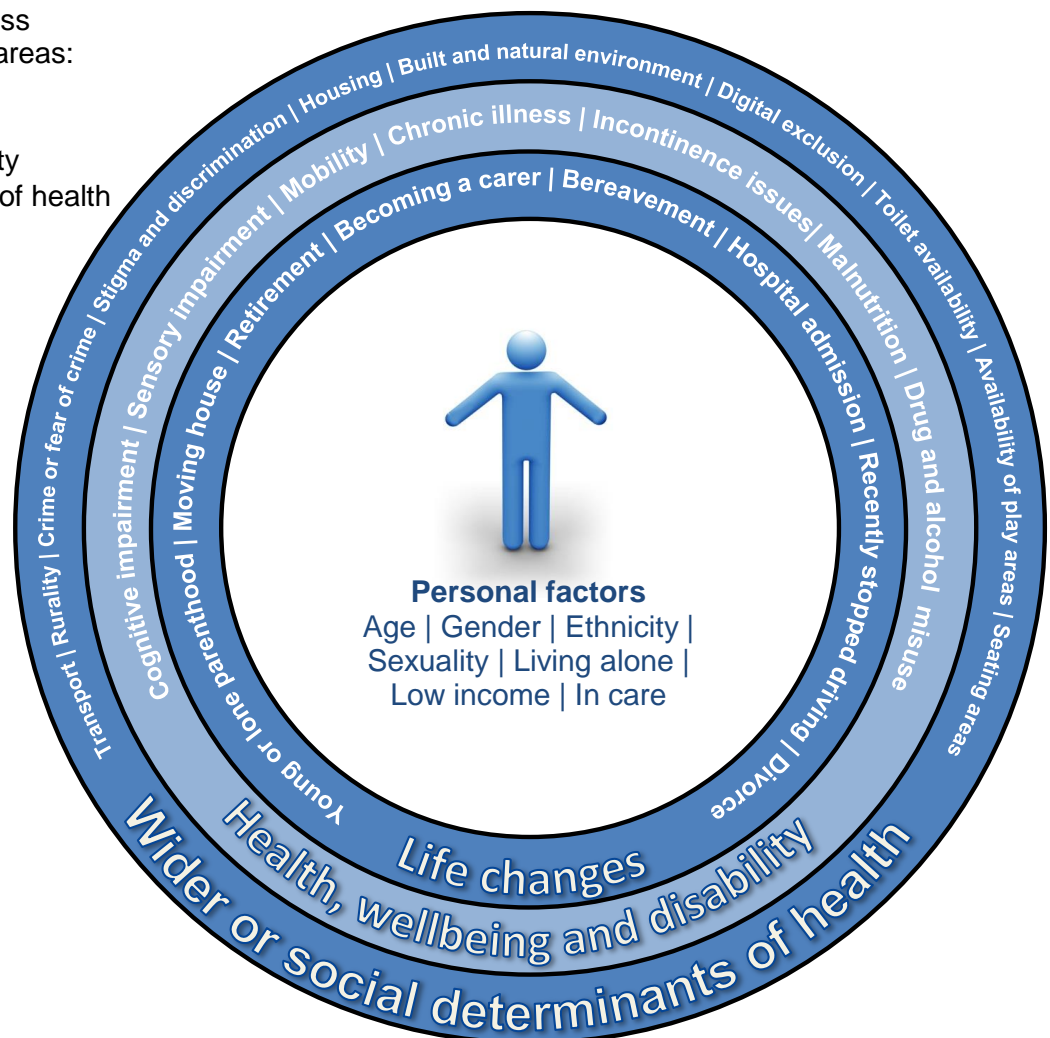 ss
areas:
ty
of health
Transport | Rurality | Crime or fear of crime | Stigma and discrimination | Housing | Built and natural environment | Digital exclusion | Toilet availability | Availability of play areas | Seating areas
Cognitive impairment | Sensory impairment | Mobility | Chronic illness | Incontinence issues| Malnutrition | Drug and alcohol misuse
Young or lone parenthood | Moving house | Retirement | Becoming a carer | Bereavement | Hospital admission | Recently stopped driving | Divorce
Personal factors
Age | Gender | Ethnicity |
Sexuality | Living alone |
Low income | In care
Life changes
Health, wellbeing and disability
Wider or social determinants of health